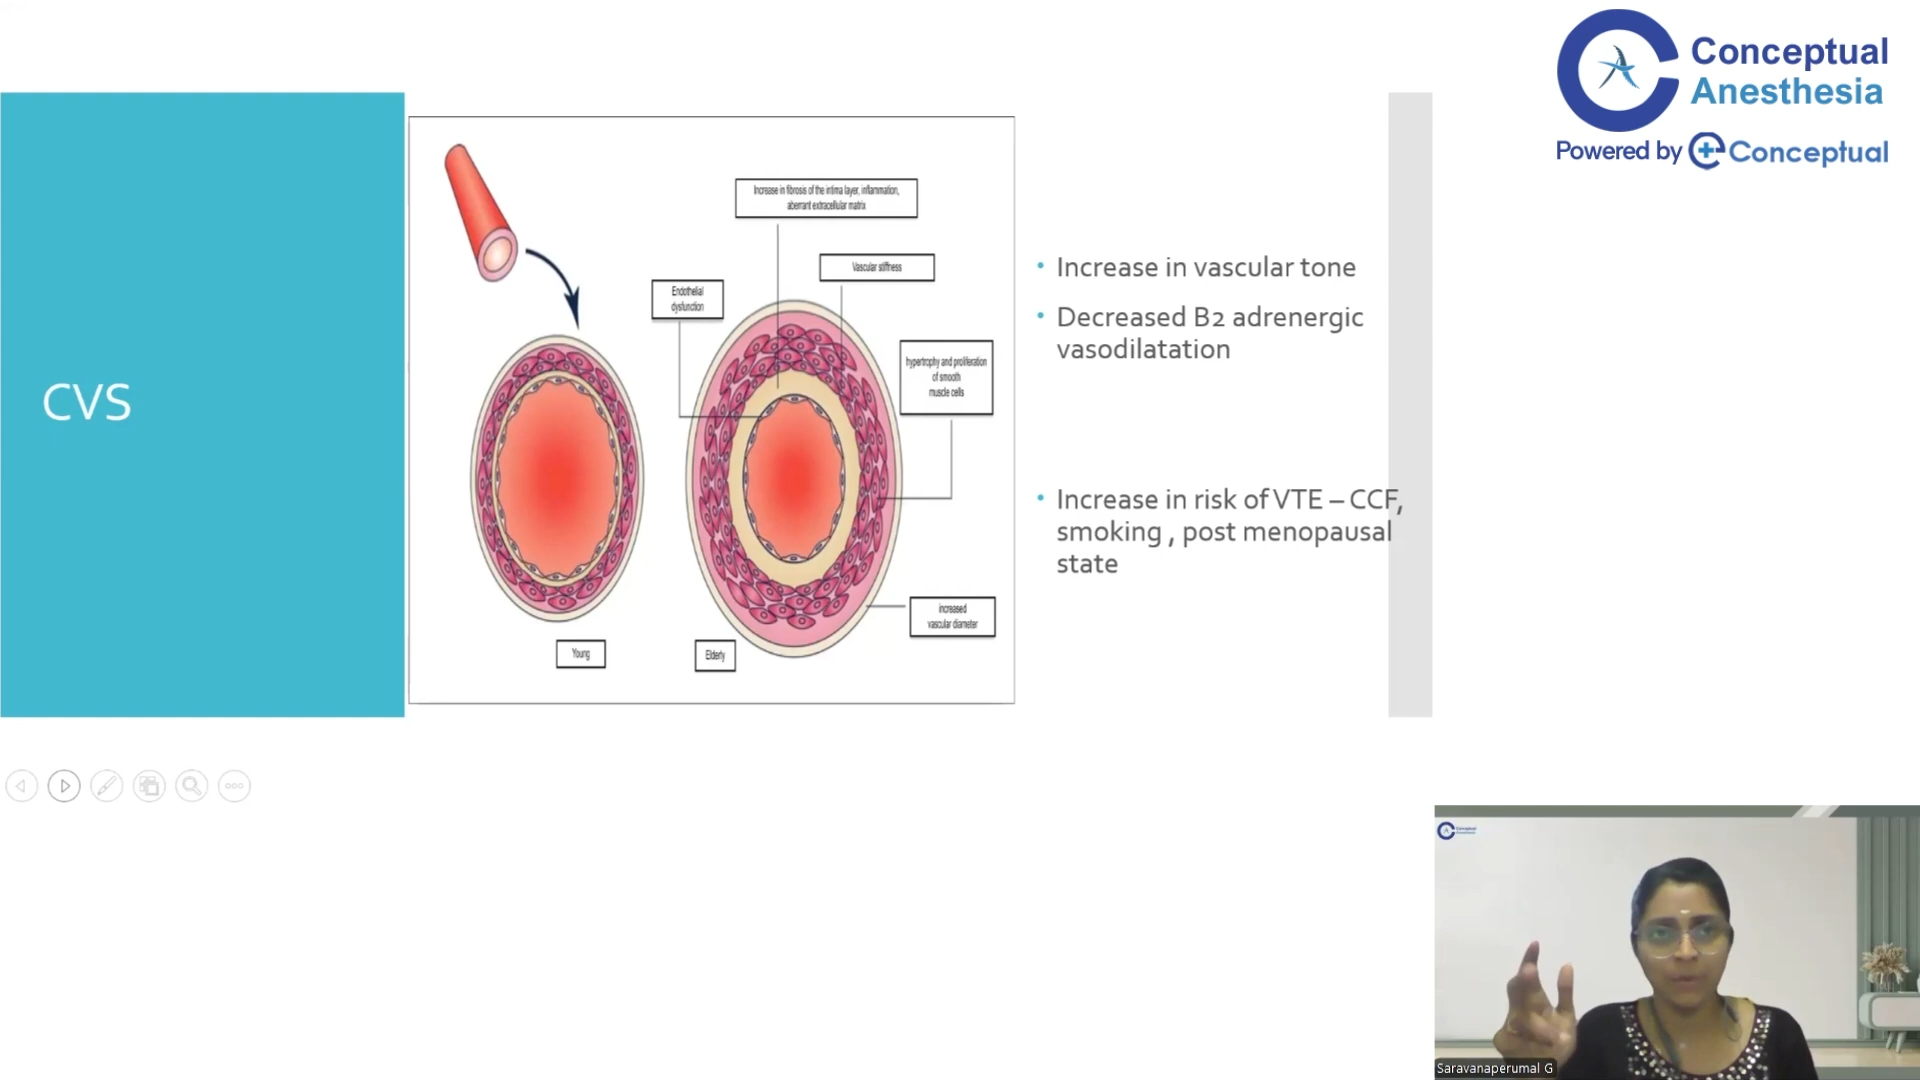 Conceptual
Anesthesia
Powered by Conceptual
CVS
Increase in fibrosis of the intima layer, inflammation,
aberrant extracellular matrix
Vascular stiffness
Endothelial
dysfunction
hypertrophy and proliferation
of smooth
muscle cells
increased
vascular diameter
Young
Elderly
• Increase in vascular tone
• Decreased B2 adrenergic
vasodilatation
• Increase in risk of VTE – CCF,
smoking , post menopausal
state
Conceptual
Anesthesia
Saravanaperumal G